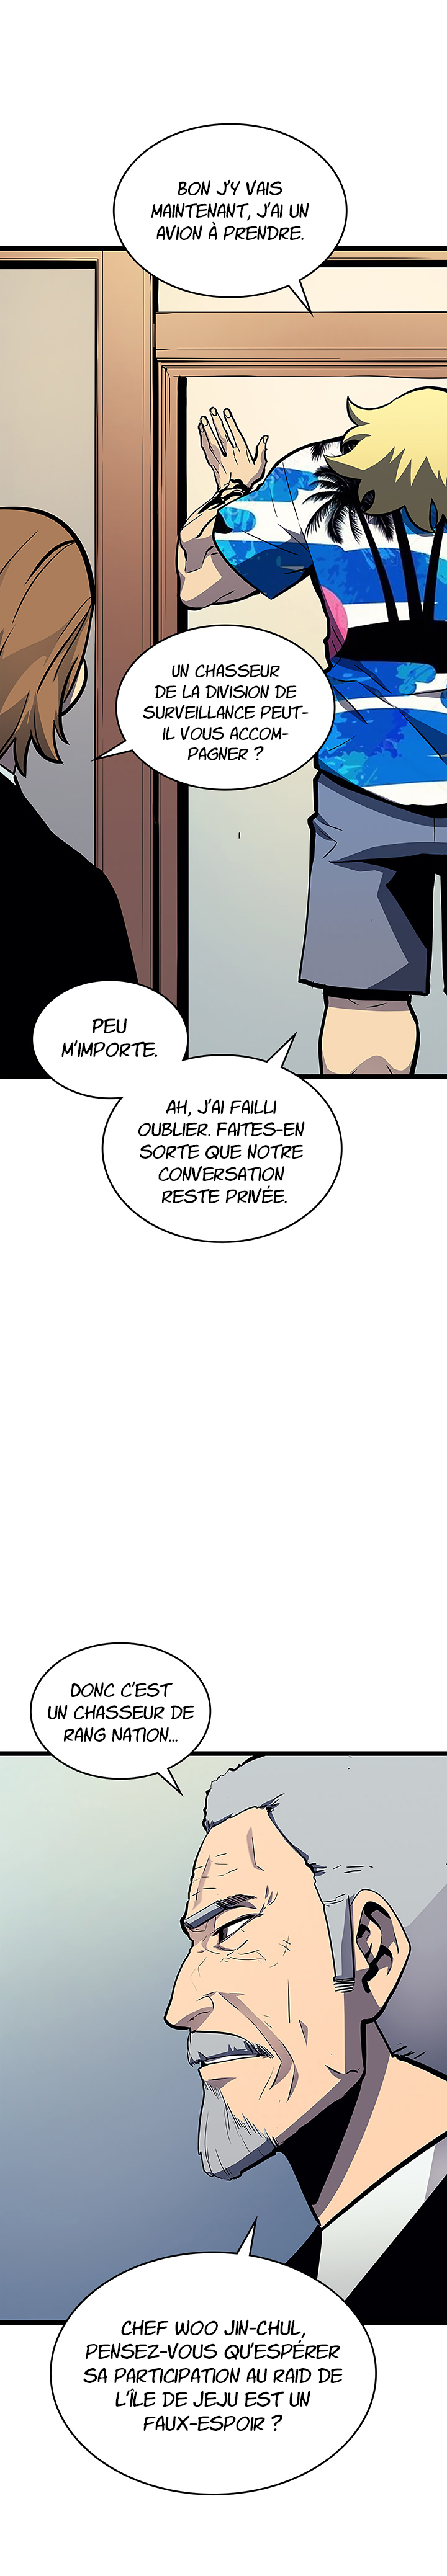 BON J'Y VAIS
MAINTENANT, J'AI UN
AVION À PRENDRE.
UN CHASSEUR
DE LA DIVISION DE
SURVEILLANCE PEUT-
IL VOUS ACCOM-
PAGNER ?
PEU
M'IMPORTE.
AH, J'AI FAILLI
OUBLIER. FAITES-EN
SORTE QUE NOTRE
CONVERSATION
RESTE PRIVÉE.
DONC C'EST
UN CHASSEUR DE
RANG NATION...
CHEF WOO JIN-CHUL,
PENSEZ-VOUS QU'ESPÉRER
SA PARTICIPATION AU RAID DE
L'ÎLE DE JEJU EST UN
FAUX-ESPOIR ?